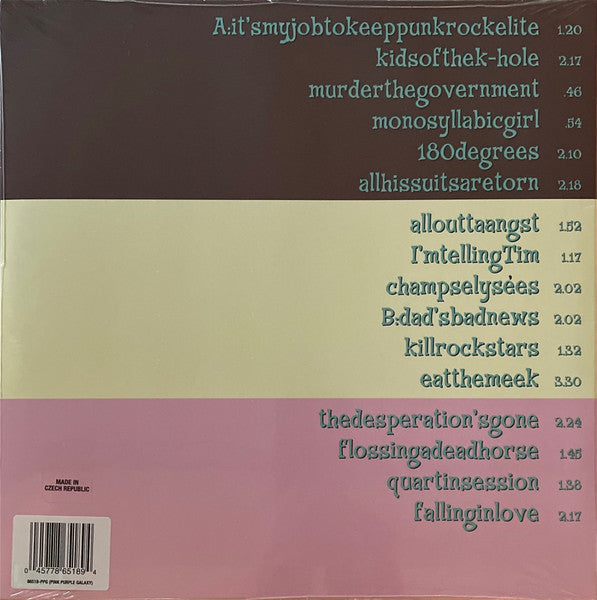 A:it'smyjobtokeeppunkrockelite 1.20
kidsofthek-hole 2.17
murderthegovernment .46
monosyllabicgirl .54
180degrees 2.10
allhissuitsaretorn 2.18
allouttaangst 1.52
I'mtellingTim 1.17
champselysées 2.02
B:dad'sbadnews 2.02
killrockstars 1.32
eatthemeek 3.30
thedesperation'sgone 2.24
flossingadeadhorse 1.45
quartinsession 1.38
fallinginlove 2.17
MADE IN
CZECH REPUBLIC
0 45778 65189 4
86518-PPG (PINK PURPLE GALAXY)